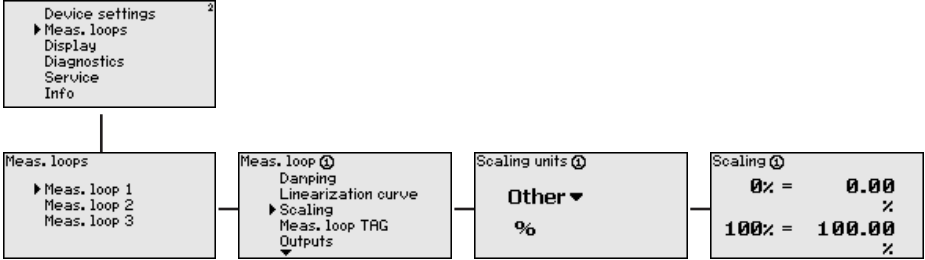 2
Device settings
Meas. loops
Display
Diagnostics
Service
Info
Meas. loops
Meas. loop 1
Meas. loop 2
Meas. loop 3
Meas. loop ①
Damping
Linearization curve
Scaling
Meas. loop TAG
Outputs
Scaling units ①
Other
%
Scaling ①
0% = 0.00
%
100% = 100.00
%